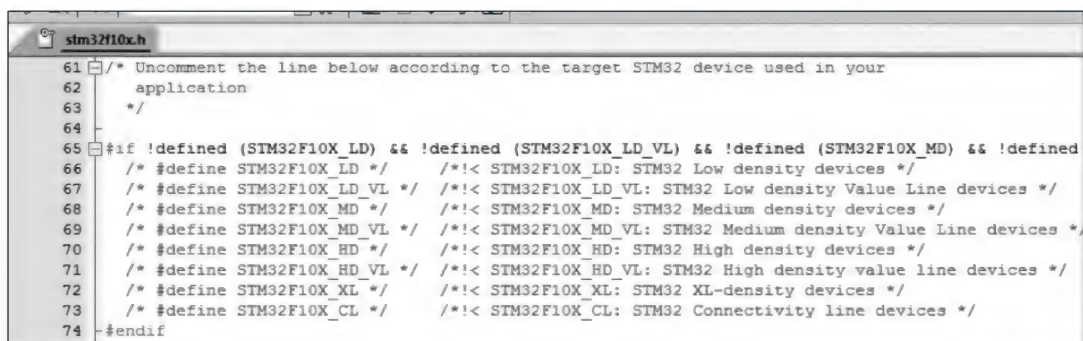 stm32f10x.h
61 /* Uncomment the line below according to the target STM32 device used in your
62 application
63 */
64
65 #if !defined (STM32F10X_LD) && !defined (STM32F10X_LD_VL) && !defined (STM32F10X_MD) && !defined
66 /* #define STM32F10X_LD */ /*!< STM32F10X_LD: STM32 Low density devices */
67 /* #define STM32F10X_LD_VL */ /*!< STM32F10X_LD_VL: STM32 Low density Value Line devices */
68 /* #define STM32F10X_MD */ /*!< STM32F10X_MD: STM32 Medium density devices */
69 /* #define STM32F10X_MD_VL */ /*!< STM32F10X_MD_VL: STM32 Medium density Value Line devices */
70 /* #define STM32F10X_HD */ /*!< STM32F10X_HD: STM32 High density devices */
71 /* #define STM32F10X_HD_VL */ /*!< STM32F10X_HD_VL: STM32 High density value line devices */
72 /* #define STM32F10X_XL */ /*!< STM32F10X_XL: STM32 XL-density devices */
73 /* #define STM32F10X_CL */ /*!< STM32F10X_CL: STM32 Connectivity line devices */
74 #endif